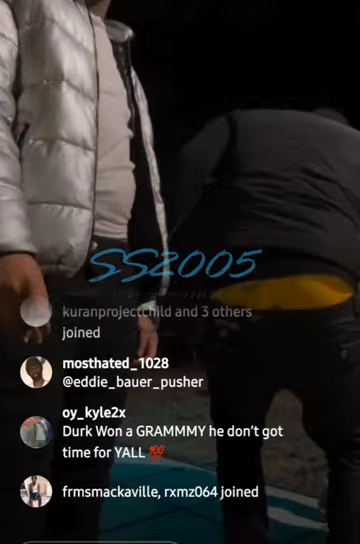 SS2005
kuranprojectchild and 3 others
joined
mosthated_1028
@eddie_bauer_pusher
oy_kyle2x
Durk Won a GRAMMMY he don't got
time for YALL 💯
frmsmackaville, rxmz064 joined